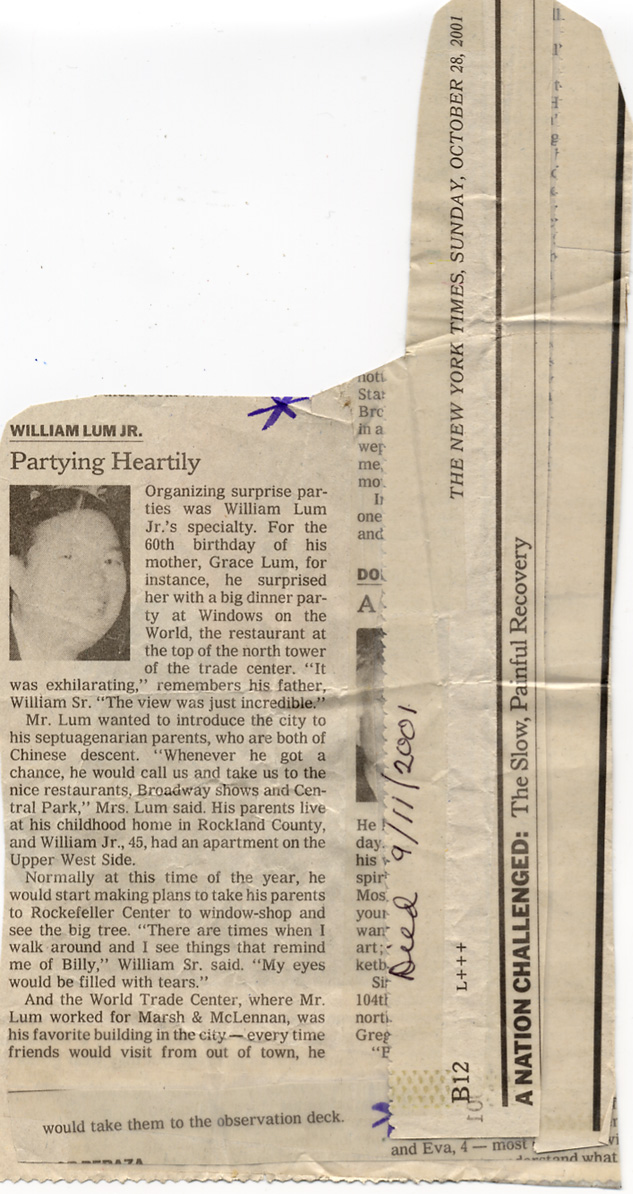 WILLIAM LUM JR.
Partying Heartily
Organizing surprise par-
ties was William Lum
Jr.'s specialty. For the
60th birthday of his
mother, Grace Lum, for
instance, he surprised
her with a big dinner par-
ty at Windows on the
World, the restaurant at
the top of the north tower
of the trade center. “It
was exhilarating,” remembers his father,
William Sr. “The view was just incredible.”
Mr. Lum wanted to introduce the city to
his septuagenarian parents, who are both of
Chinese descent. “Whenever he got a
chance, he would call us and take us to the
nice restaurants, Broadway shows and Cen-
tral Park,” Mrs. Lum said. His parents live
at his childhood home in Rockland County,
and William Jr., 45, had an apartment on the
Upper West Side.
Normally at this time of the year, he
would start making plans to take his parents
to Rockefeller Center to window-shop and
see the big tree. “There are times when I
walk around and I see things that remind
me of Billy,” William Sr. said. “My eyes
would be filled with tears.”
And the World Trade Center, where Mr.
Lum worked for Marsh & McLennan, was
his favorite building in the city — every time
friends would visit from out of town, he
would take them to the observation deck.
in a
me,
one
and
A
He
day.
his
your
art;
104th
Died 9/11/2001
B12 L+++ THE NEW YORK TIMES, SUNDAY, OCTOBER 28, 2001
A NATION CHALLENGED: The Slow, Painful Recovery
and Eva, 4 — most
what